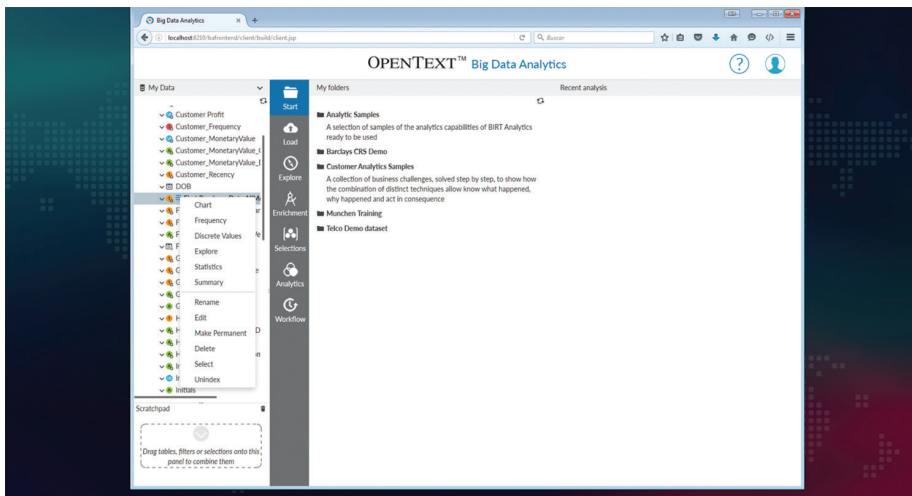 Big Data Analytics
localhost:8210/bafrontend/client/build/client.jsp
Buscar
OPENTEXT™ Big Data Analytics
?
My Data
Customer Profit
Customer_Frequency
Customer_MonetaryValue
Customer_MonetaryValue_
Customer_MonetaryValue_
Customer_Recency
DOB
Chart
Frequency
Discrete Values
Explore
Statistics
Summary
Rename
Edit
Make Permanent
Delete
Select
Unindex
Initials
Scratchpad
Drag tables, filters or selections onto this
panel to combine them
Start
Load
Explore
Enrichment
Selections
Analytics
Workflow
My folders
Recent analysis
Analytic Samples
A selection of samples of the analytics capabilities of BIRT Analytics
ready to be used
Barclays CRS Demo
Customer Analytics Samples
A collection of business challenges, solved step by step, to show how
the combination of distinct techniques allow know what happened,
why happened and act in consequence
Munchen Training
Telco Demo dataset